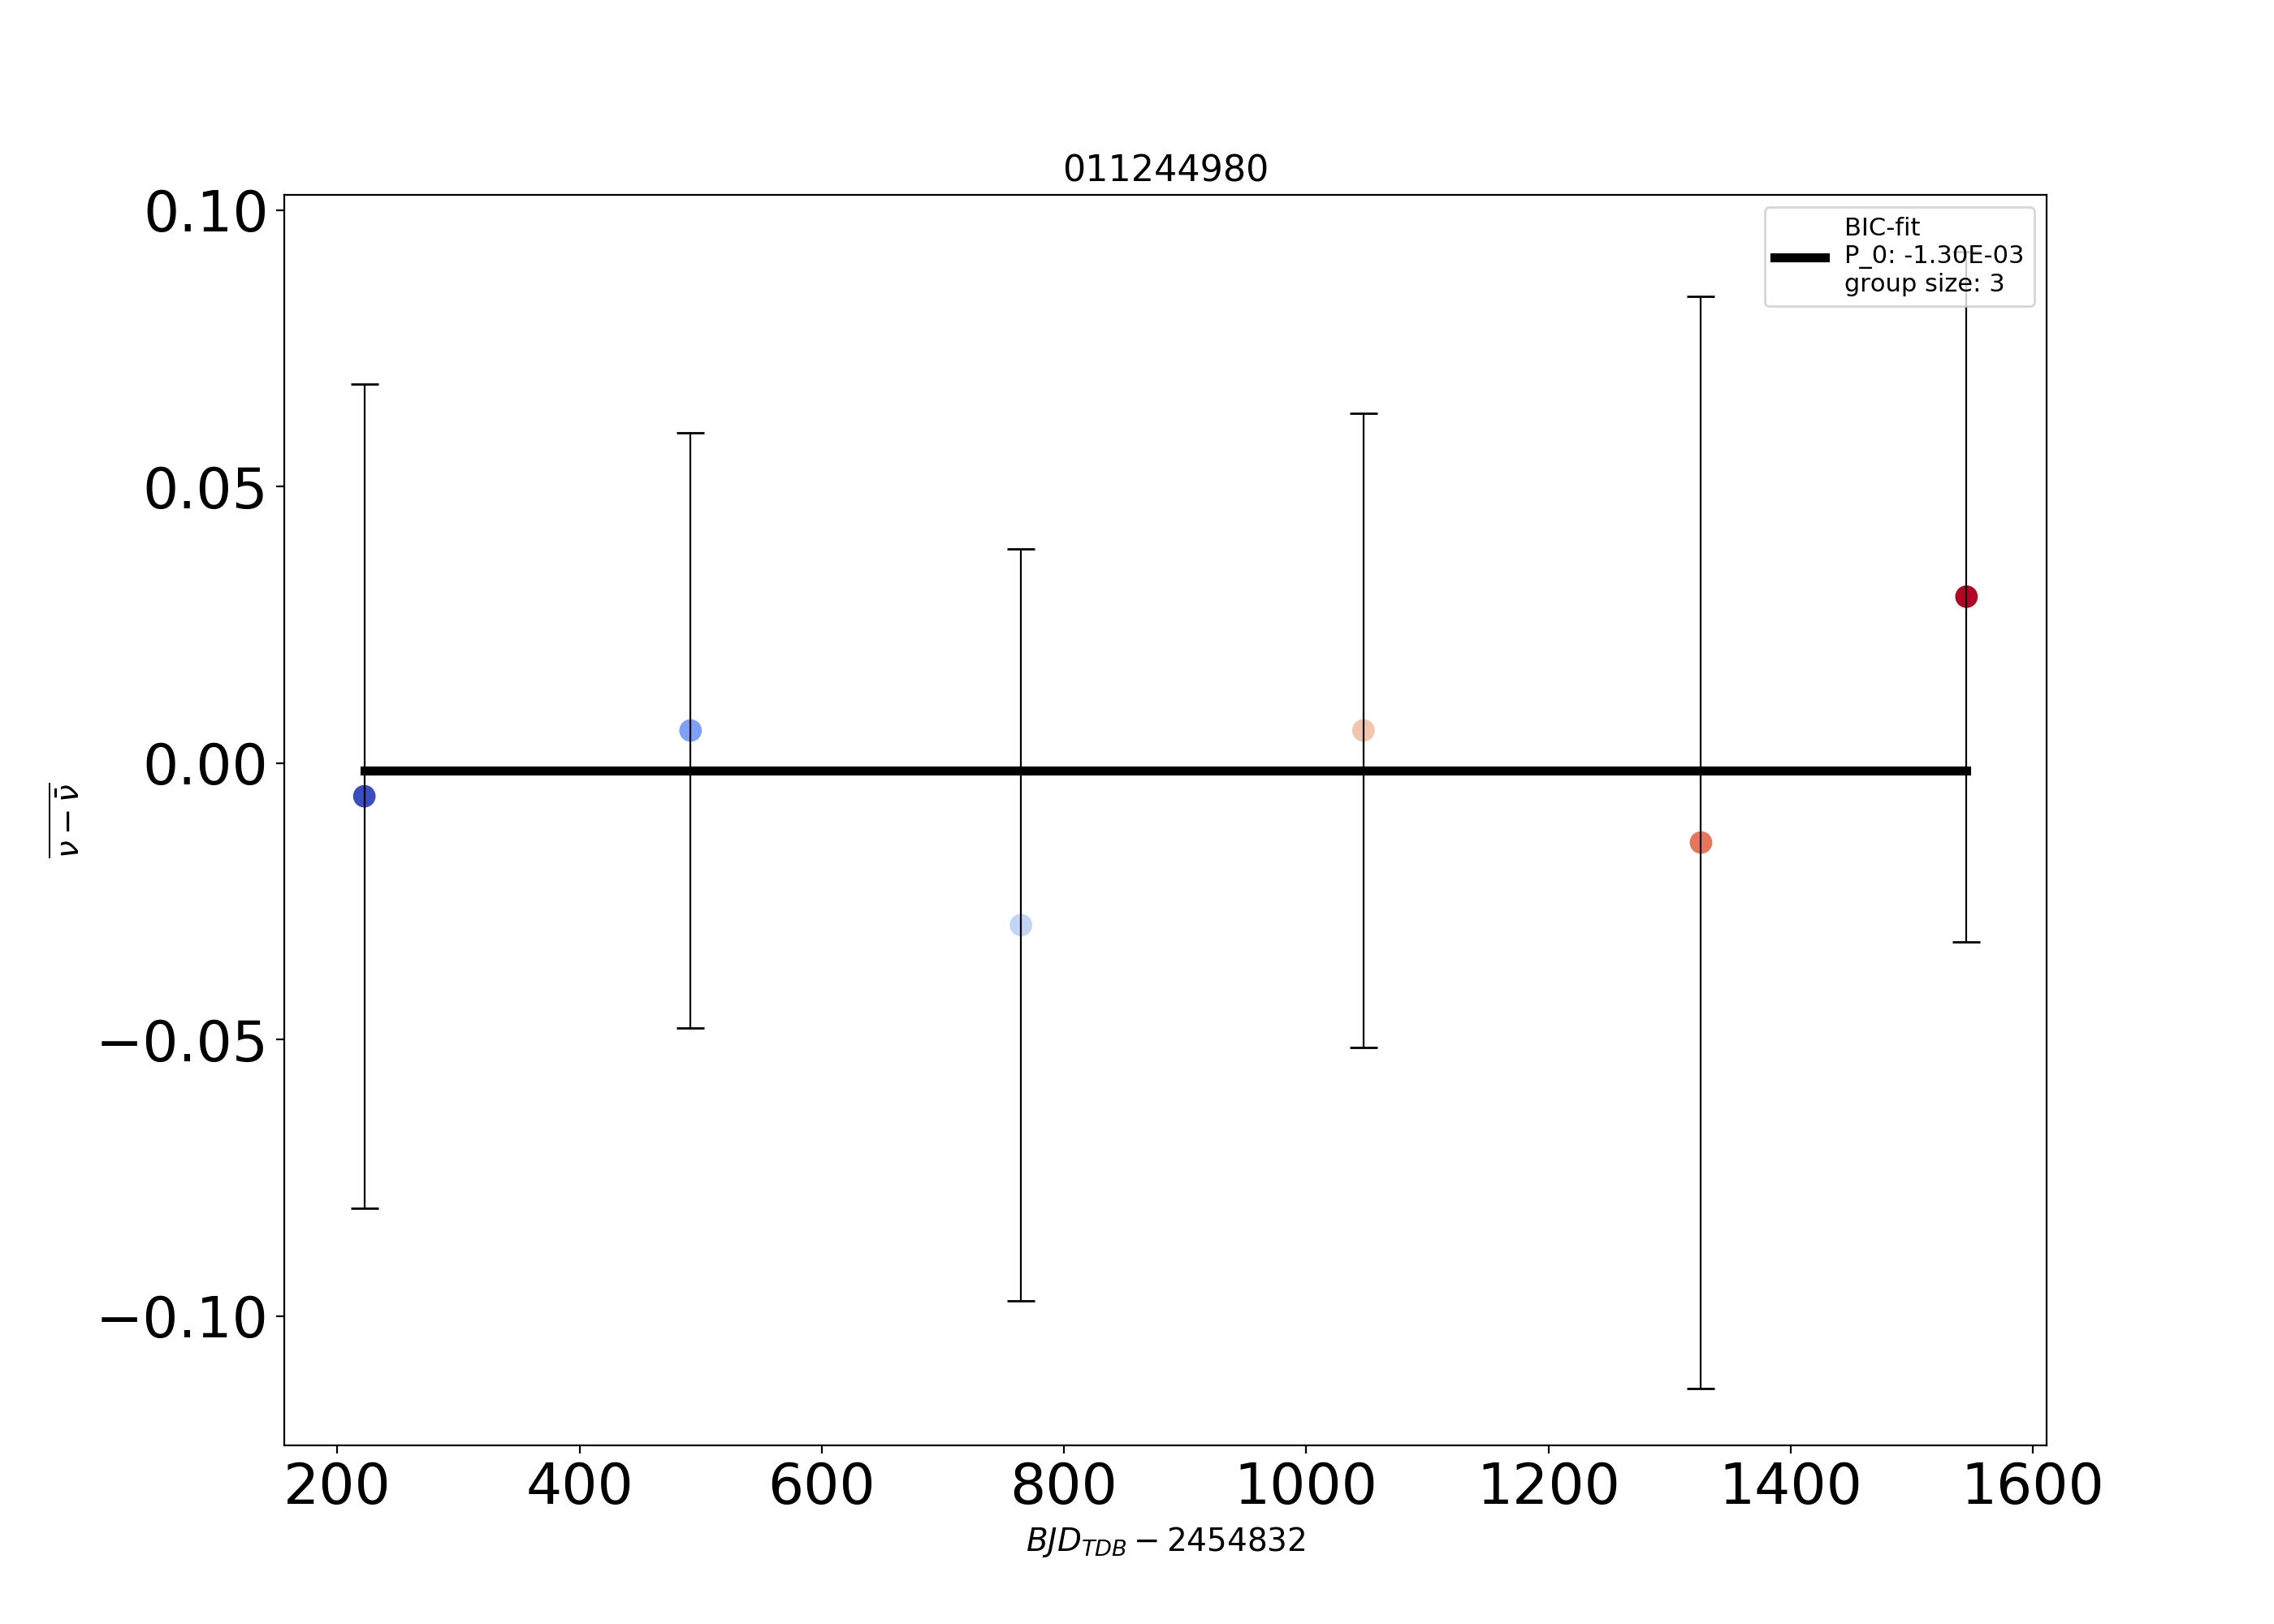 011244980
BIC-fit
P_0: -1.30E-03
group size: 3
0.10
0.05
0.00
−0.05
−0.10
ν − ν̄
200 400 600 800 1000 1200 1400 1600
BJD_TDB − 2454832